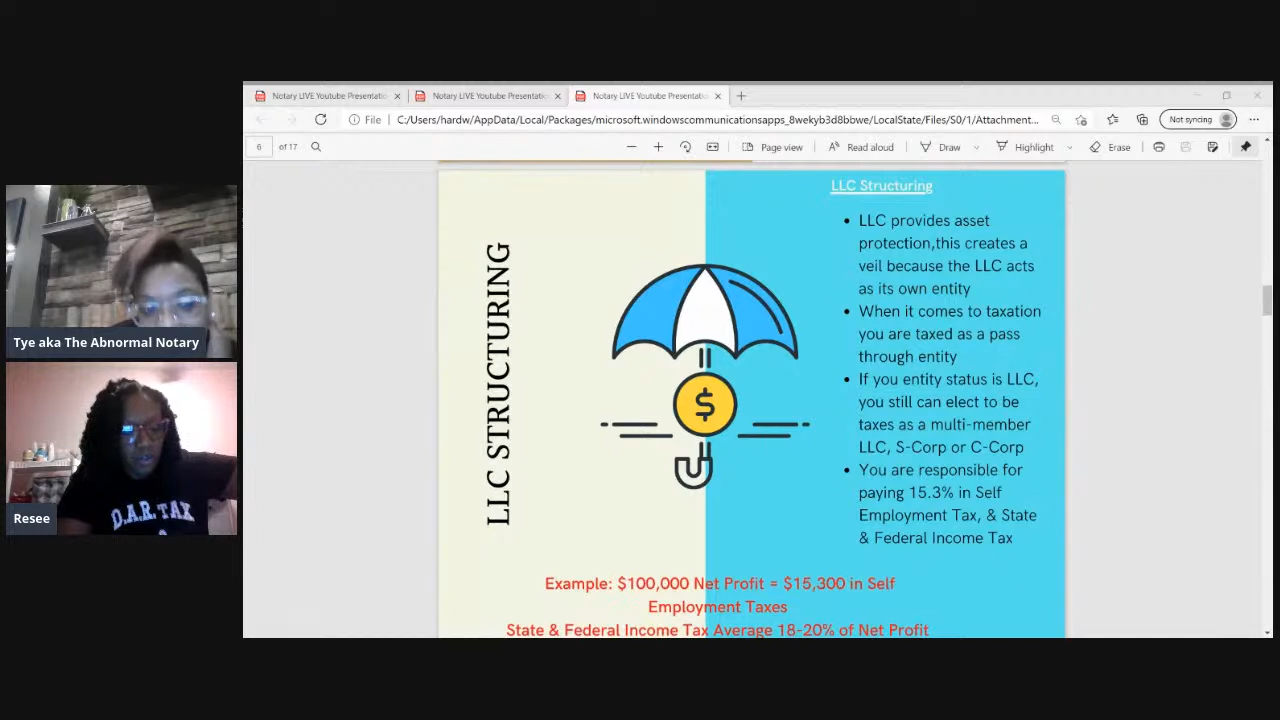 Notary LIVE Youtube Presentatio
Notary LIVE Youtube Presentatio
Notary LIVE Youtube Presentatio
File
C:/Users/hardw/AppData/Local/Packages/microsoft.windowscommunicationsapps_8wekyb3d8bbwe/LocalState/Files/S0/1/Attachment...
Not syncing
6 of 17
Page view
Read aloud
Draw
Highlight
Erase
LLC STRUCTURING
LLC Structuring
• LLC provides asset
protection,this creates a
veil because the LLC acts
as its own entity
• When it comes to taxation
you are taxed as a pass
through entity
• If you entity status is LLC,
you still can elect to be
taxes as a multi-member
LLC, S-Corp or C-Corp
• You are responsible for
paying 15.3% in Self
Employment Tax, & State
& Federal Income Tax
$
Example: $100,000 Net Profit = $15,300 in Self
Employment Taxes
State & Federal Income Tax Average 18-20% of Net Profit
Tye aka The Abnormal Notary
D.A.R. TAX
Resee